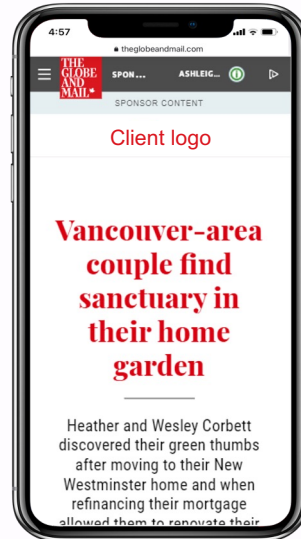 4:57
theglobeandmail.com
THE
GLOBE
AND
MAIL*
SPON...
ASHLEIG...
SPONSOR CONTENT
Client logo
Vancouver-area
couple find
sanctuary in
their home
garden
Heather and Wesley Corbett
discovered their green thumbs
after moving to their New
Westminster home and when
refinancing their mortgage
allowed them to renovate their